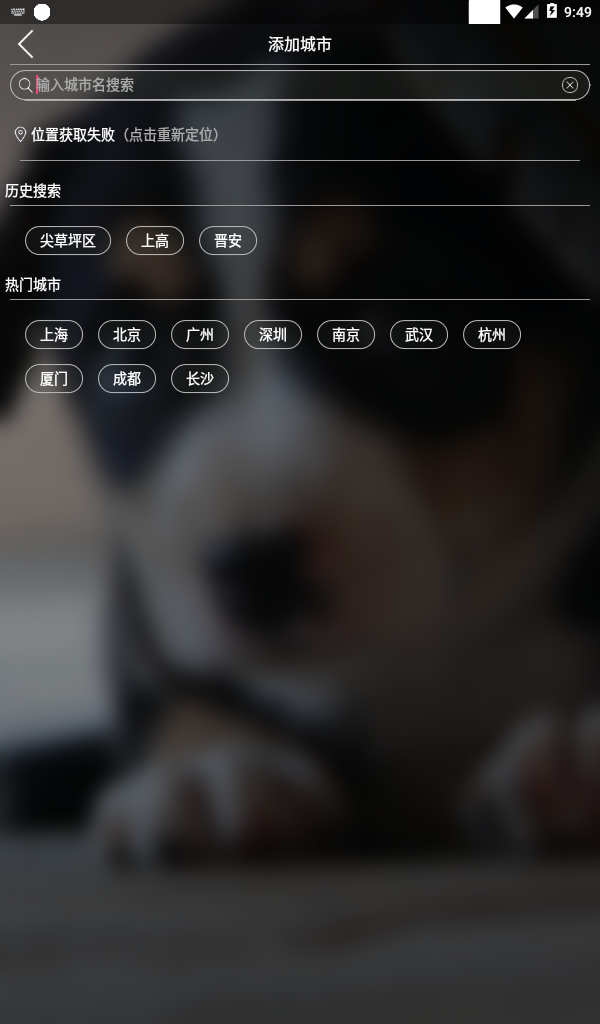 9:49
添加城市
输入城市名搜索
位置获取失败（点击重新定位）
历史搜索
尖草坪区 上高 晋安
热门城市
上海 北京 广州 深圳 南京 武汉 杭州
厦门 成都 长沙